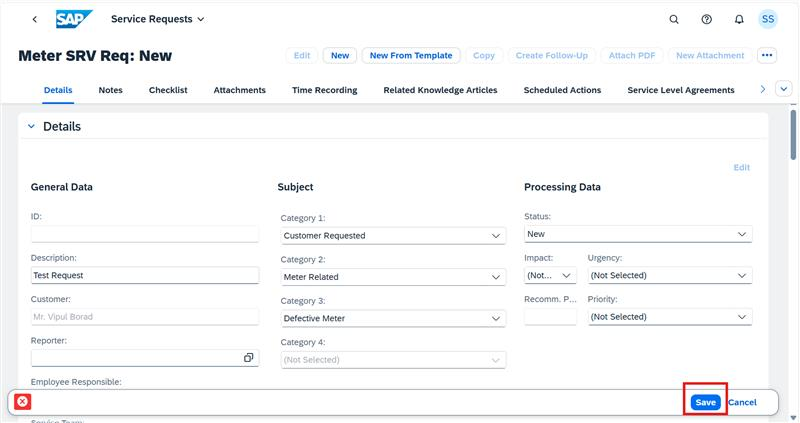 SAP Service Requests SS
Meter SRV Req: New Edit New New From Template Copy Create Follow-Up Attach PDF New Attachment
Details Notes Checklist Attachments Time Recording Related Knowledge Articles Scheduled Actions Service Level Agreements
Details
Edit
General Data
ID:
Description:
Test Request
Customer:
Mr. Vipul Borad
Reporter:
Employee Responsible:
Service Team:
Subject
Category 1:
Customer Requested
Category 2:
Meter Related
Category 3:
Defective Meter
Category 4:
(Not Selected)
Processing Data
Status:
New
Impact: Urgency:
(Not... (Not Selected)
Recomm. P... Priority:
(Not Selected)
Save Cancel